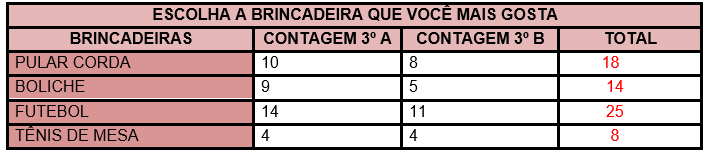 ESCOLHA A BRINCADEIRA QUE VOCÊ MAIS GOSTA
BRINCADEIRAS CONTAGEM 3º A CONTAGEM 3º B TOTAL
PULAR CORDA 10 8 18
BOLICHE 9 5 14
FUTEBOL 14 11 25
TÊNIS DE MESA 4 4 8